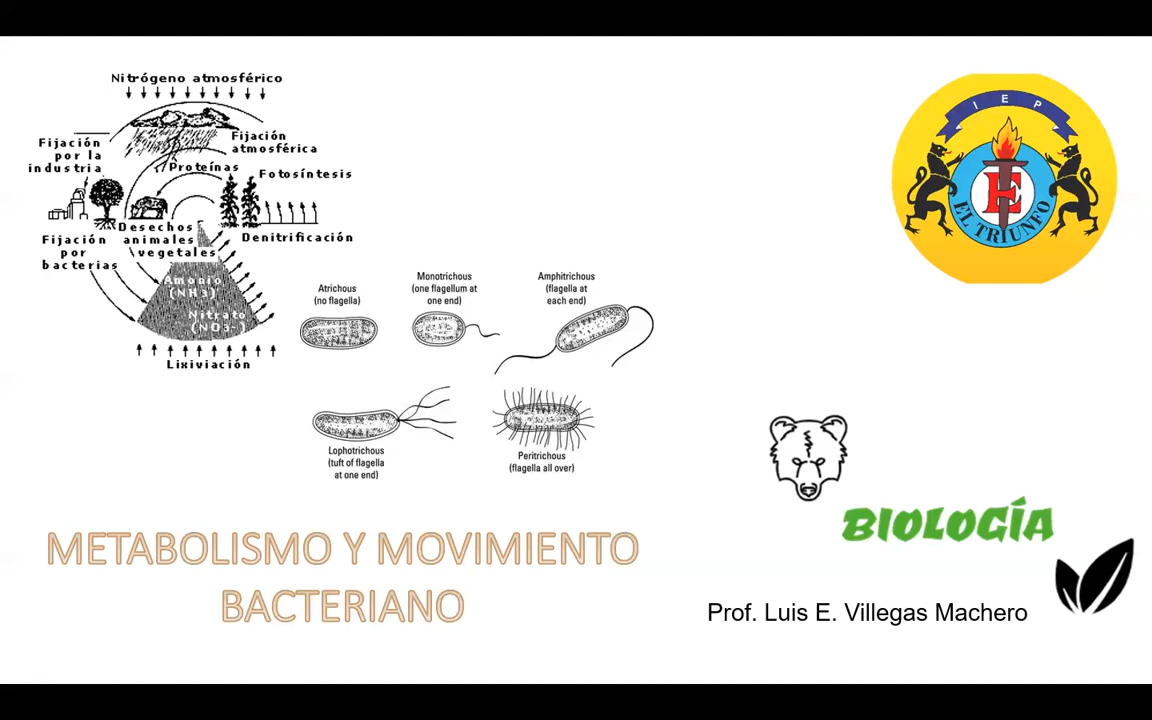 Nitrógeno atmosférico
Fijación
por la
industria
Fijación
atmosférica
Proteínas
Fotosíntesis
Desechos
animales
vegetales
Denitrificación
Fijación
por
bacterias
Amonio
(NH3)
Nitrato
(NO3-)
Lixiviación
Atrichous
(no flagella)
Monotrichous
(one flagellum at
one end)
Amphitrichous
(flagella at
each end)
Lophotrichous
(tuft of flagella
at one end)
Peritrichous
(flagella all over)
I E P
E
EL TRIUNFO
METABOLISMO Y MOVIMIENTO
BACTERIANO
BIOLOGÍA
Prof. Luis E. Villegas Machero